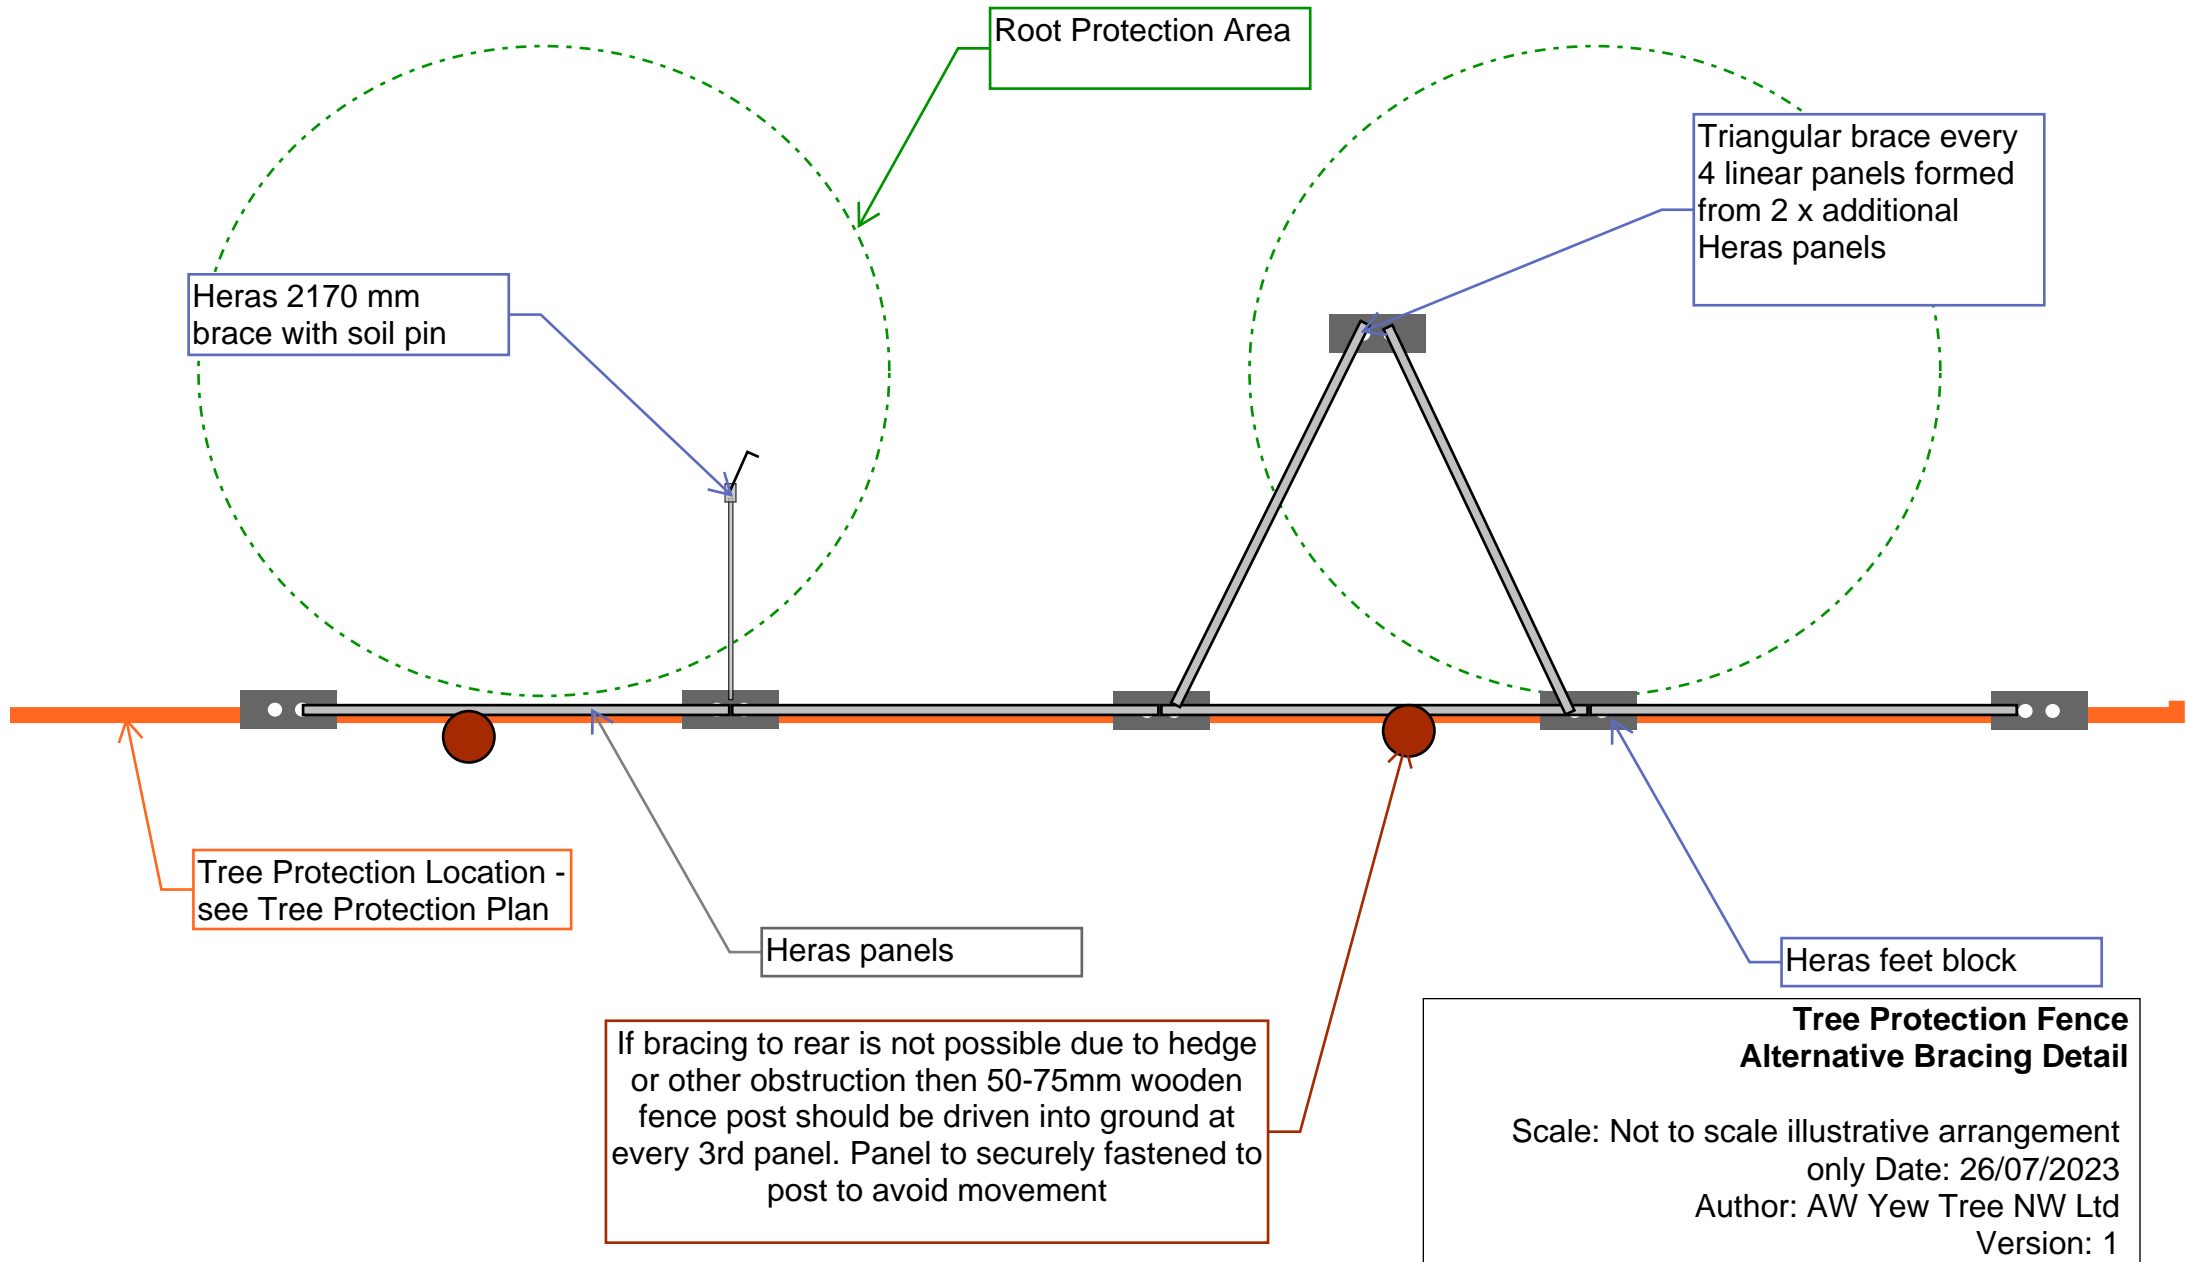 Root Protection Area
Triangular brace every
4 linear panels formed
from 2 x additional
Heras panels
Heras 2170 mm
brace with soil pin
Tree Protection Location -
see Tree Protection Plan
Heras panels
Heras feet block
If bracing to rear is not possible due to hedge
or other obstruction then 50-75mm wooden
fence post should be driven into ground at
every 3rd panel. Panel to securely fastened to
post to avoid movement
Tree Protection Fence
Alternative Bracing Detail
Scale: Not to scale illustrative arrangement
only Date: 26/07/2023
Author: AW Yew Tree NW Ltd
Version: 1